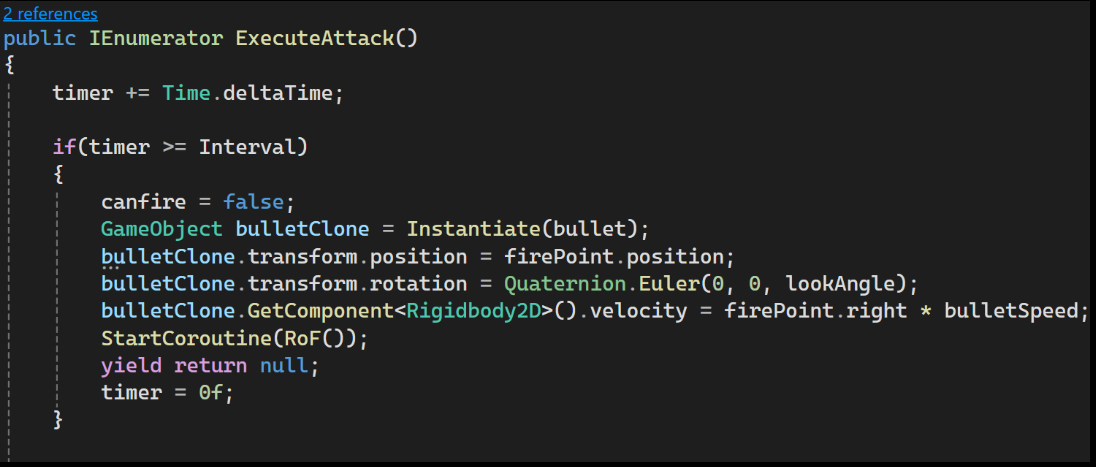 2 references
public IEnumerator ExecuteAttack()
{
    timer += Time.deltaTime;

    if(timer >= Interval)
    {
        canfire = false;
        GameObject bulletClone = Instantiate(bullet);
        bulletClone.transform.position = firePoint.position;
        bulletClone.transform.rotation = Quaternion.Euler(0, 0, lookAngle);
        bulletClone.GetComponent<Rigidbody2D>().velocity = firePoint.right * bulletSpeed;
        StartCoroutine(RoF());
        yield return null;
        timer = 0f;
    }